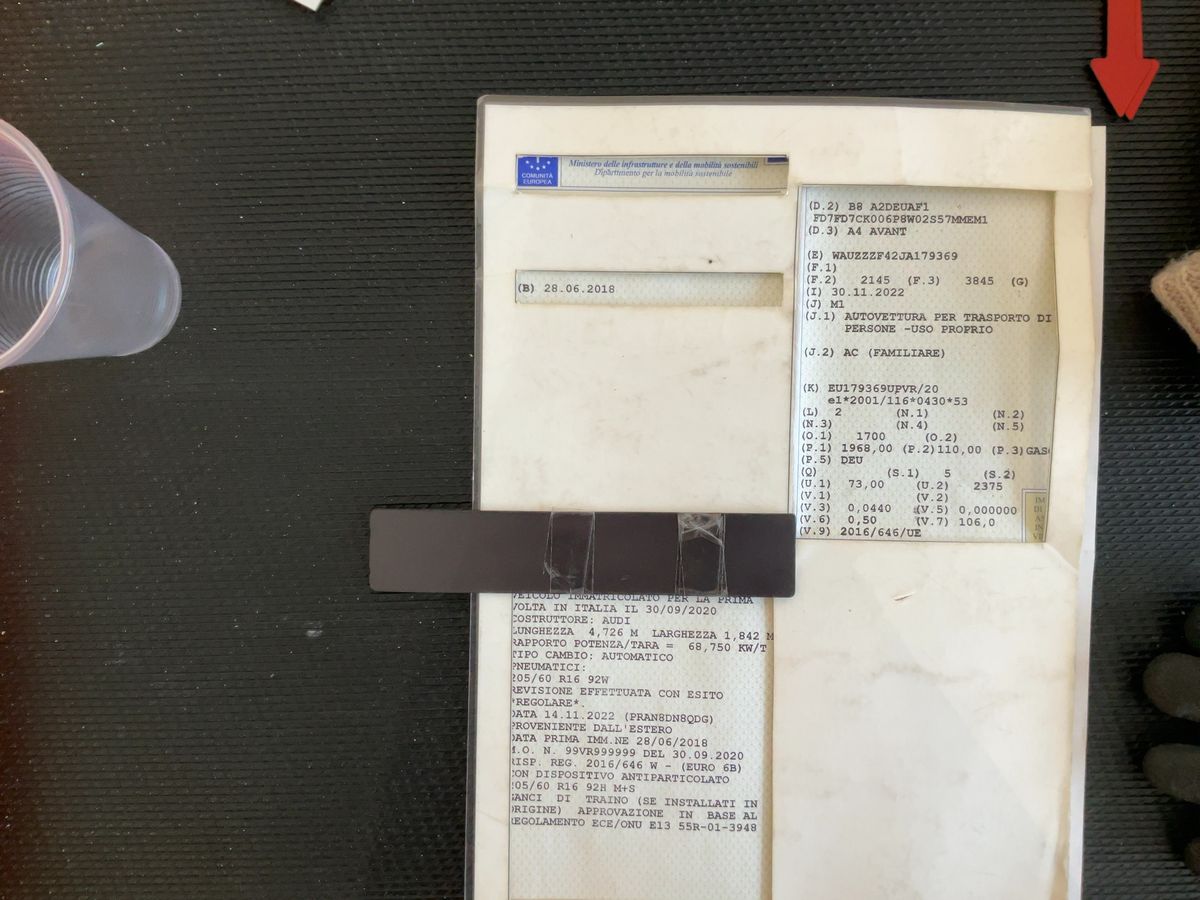 COMUNITÀ
EUROPEA
Ministero delle infrastrutture e della mobilità sostenibili
Dipartimento per la mobilità sostenibile
(B) 28.06.2018
(D.2) B8 A2DEUAF1
FD7FD7CK006P8W02S57MMEM1
(D.3) A4 AVANT
(E) WAUZZZF42JA179369
(F.1)
(F.2) 2145 (F.3) 3845 (G)
(I) 30.11.2022
(J) M1
(J.1) AUTOVETTURA PER TRASPORTO DI
PERSONE -USO PROPRIO
(J.2) AC (FAMILIARE)
(K) EU179369UPVR/20
e1*2001/116*0430*53
(L) 2 (N.1) (N.2)
(N.3) (N.4) (N.5)
(O.1) 1700 (O.2)
(P.1) 1968,00 (P.2)110,00 (P.3)GAS
(P.5) DEU
(Q) (S.1) 5 (S.2)
(U.1) 73,00 (U.2) 2375
(V.1) (V.2)
(V.3) 0,0440 (V.5) 0,000000
(V.6) 0,50 (V.7) 106,0
(V.9) 2016/646/UE
VEICOLO IMMATRICOLATO PER LA PRIMA
VOLTA IN ITALIA IL 30/09/2020
COSTRUTTORE: AUDI
LUNGHEZZA 4,726 M LARGHEZZA 1,842 M
RAPPORTO POTENZA/TARA = 68,750 KW/T
TIPO CAMBIO: AUTOMATICO
PNEUMATICI:
205/60 R16 92W
REVISIONE EFFETTUATA CON ESITO
*REGOLARE*.
DATA 14.11.2022 (PRAN8DN8QDG)
PROVENIENTE DALL'ESTERO
DATA PRIMA IMM.NE 28/06/2018
M.O. N. 99VR999999 DEL 30.09.2020
RISP. REG. 2016/646 W - (EURO 6B)
CON DISPOSITIVO ANTIPARTICOLATO
205/60 R16 92H M+S
GANCI DI TRAINO (SE INSTALLATI IN
ORIGINE) APPROVAZIONE IN BASE AL
REGOLAMENTO ECE/ONU E13 55R-01-3948